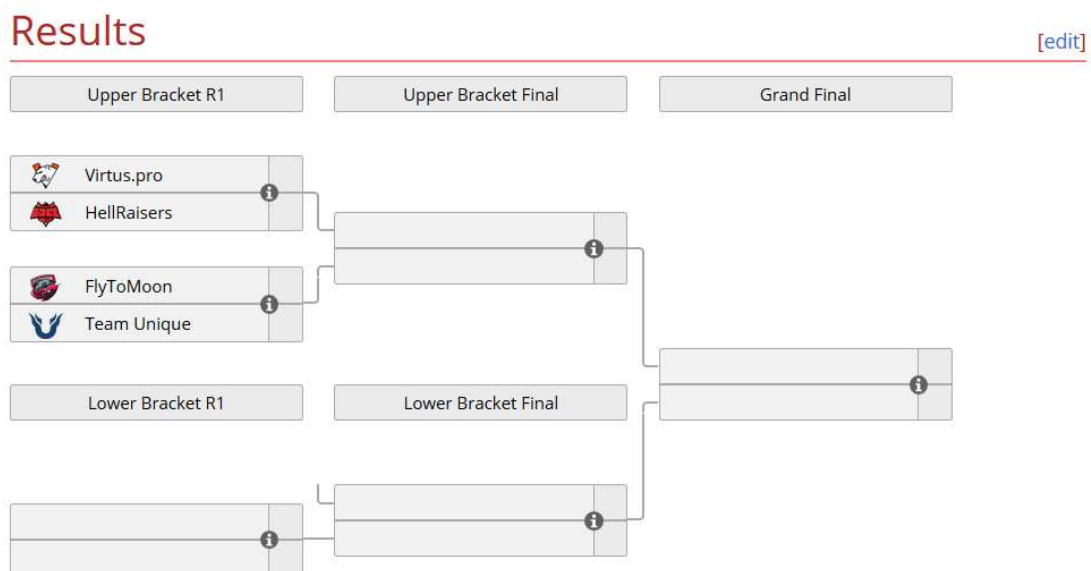 Results
[edit]
Upper Bracket R1
Upper Bracket Final
Grand Final
Virtus.pro
HellRaisers
FlyToMoon
Team Unique
Lower Bracket R1
Lower Bracket Final